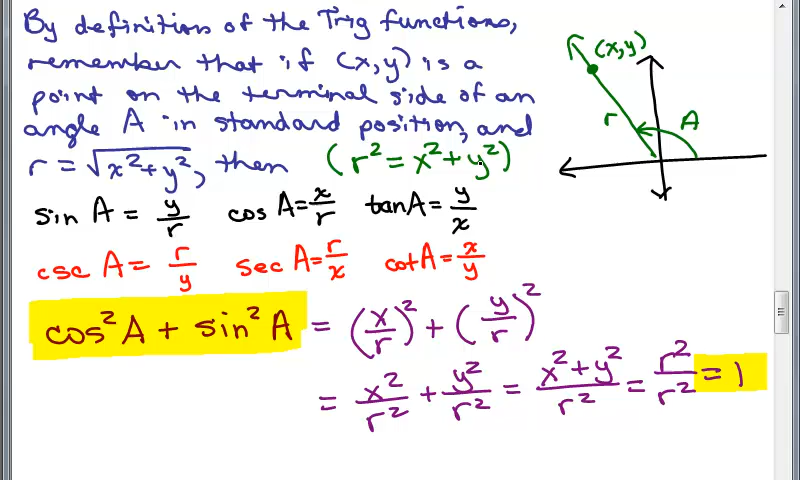 By definition of the Trig functions,
remember that if (x,y) is a
point on the terminal side of an
angle A in standard position, and
r = √(x²+y²), then (r² = x² + y²)
(x,y)
r
A
sin A = y/r cos A = x/r tan A = y/x
csc A = r/y sec A = r/x cot A = x/y
cos² A + sin² A = (x/r)² + (y/r)²
= x²/r² + y²/r² = (x² + y²)/r² = r²/r² = 1